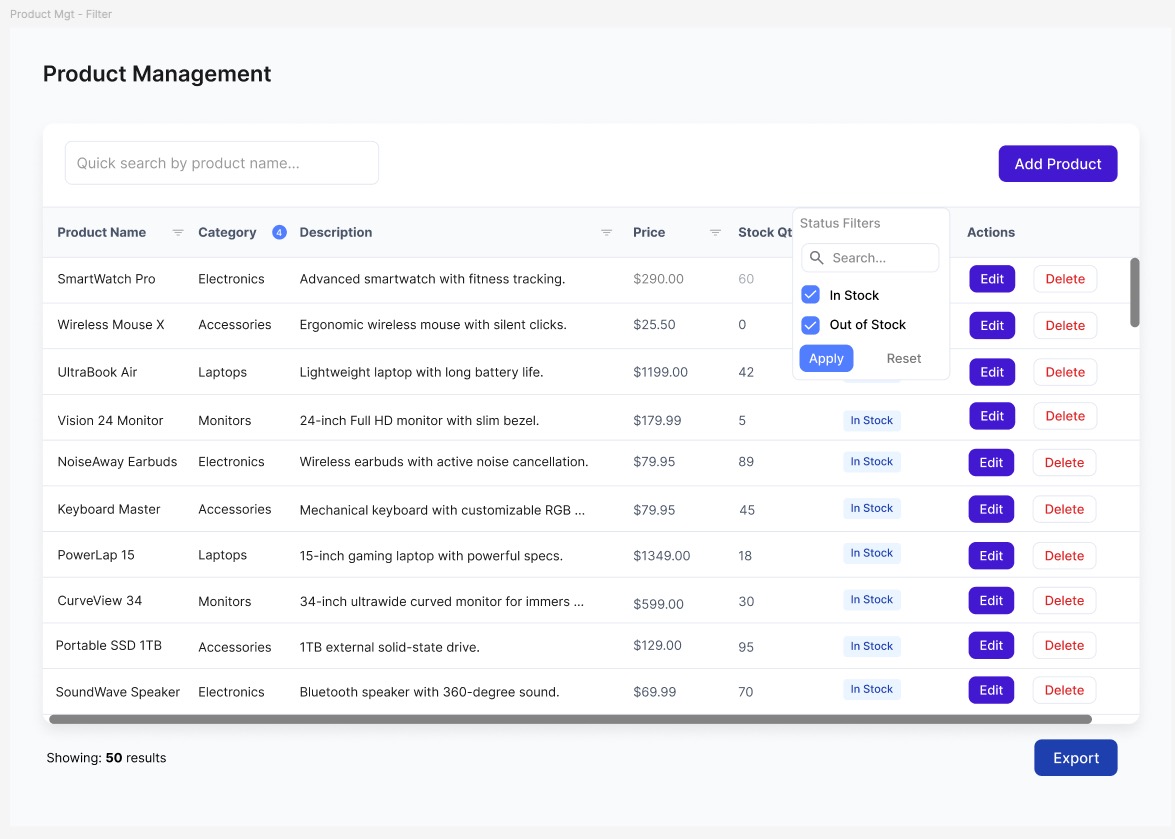 Product Mgt - Filter
Product Management
Quick search by product name...
Add Product
Product Name Category 4 Description Price Stock Qt Actions
Status Filters
Search...
In Stock
Out of Stock
Apply Reset
SmartWatch Pro Electronics Advanced smartwatch with fitness tracking. $290.00 60 Edit Delete
Wireless Mouse X Accessories Ergonomic wireless mouse with silent clicks. $25.50 0 Edit Delete
UltraBook Air Laptops Lightweight laptop with long battery life. $1199.00 42 Edit Delete
Vision 24 Monitor Monitors 24-inch Full HD monitor with slim bezel. $179.99 5 In Stock Edit Delete
NoiseAway Earbuds Electronics Wireless earbuds with active noise cancellation. $79.95 89 In Stock Edit Delete
Keyboard Master Accessories Mechanical keyboard with customizable RGB ... $79.95 45 In Stock Edit Delete
PowerLap 15 Laptops 15-inch gaming laptop with powerful specs. $1349.00 18 In Stock Edit Delete
CurveView 34 Monitors 34-inch ultrawide curved monitor for immers ... $599.00 30 In Stock Edit Delete
Portable SSD 1TB Accessories 1TB external solid-state drive. $129.00 95 In Stock Edit Delete
SoundWave Speaker Electronics Bluetooth speaker with 360-degree sound. $69.99 70 In Stock Edit Delete
Showing: 50 results
Export